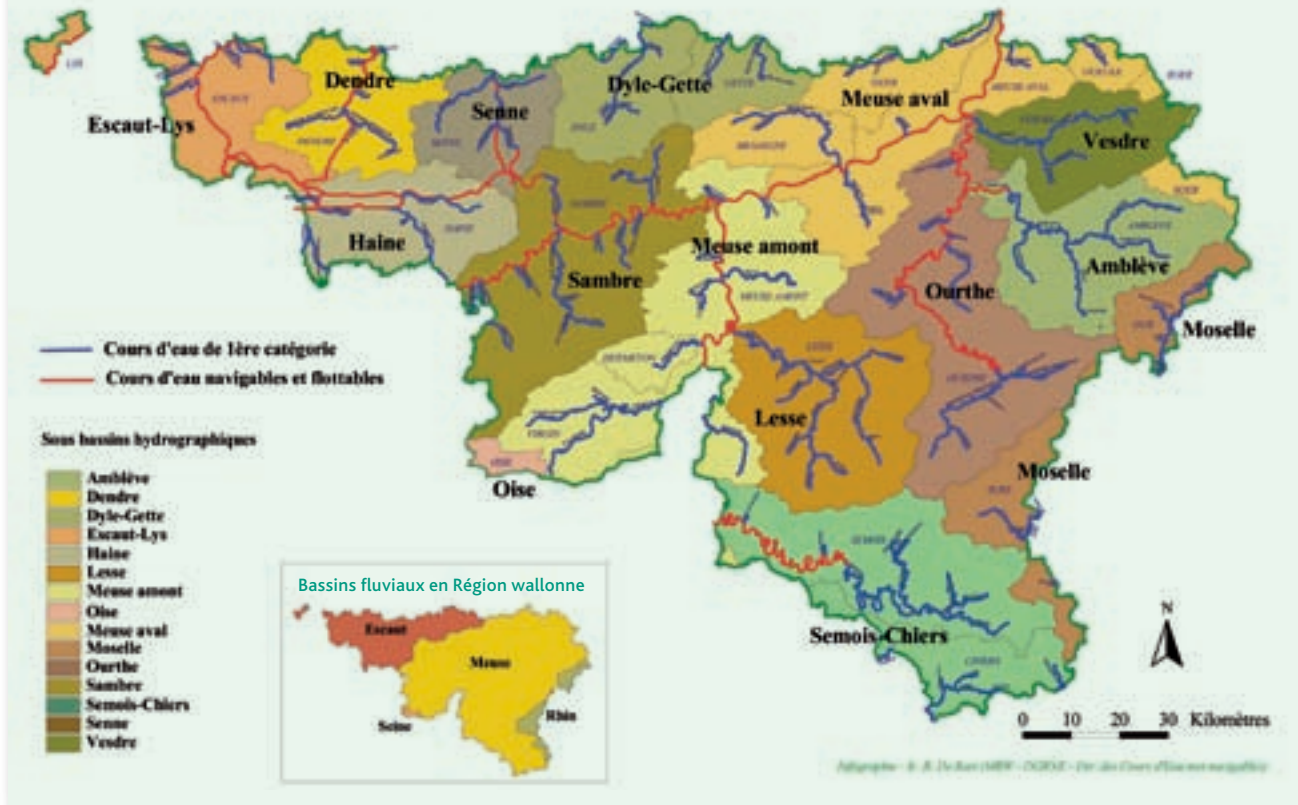 Dendre
Senne
Dyle-Gette
Meuse aval
Escaut-Lys
Vesdre
Haine
Meuse amont
Sambre
Ourthe
Amblève
Moselle
Lesse
Oise
Moselle
Semois-Chiers
Cours d'eau de 1ère catégorie
Cours d'eau navigables et flottables
Sous bassins hydrographiques
Amblève
Dendre
Dyle-Gette
Escaut-Lys
Haine
Lesse
Meuse amont
Oise
Meuse aval
Moselle
Ourthe
Sambre
Semois-Chiers
Senne
Vesdre
Bassins fluviaux en Région wallonne
Escaut
Meuse
Seine
Rhin
N
0 10 20 30 Kilomètres